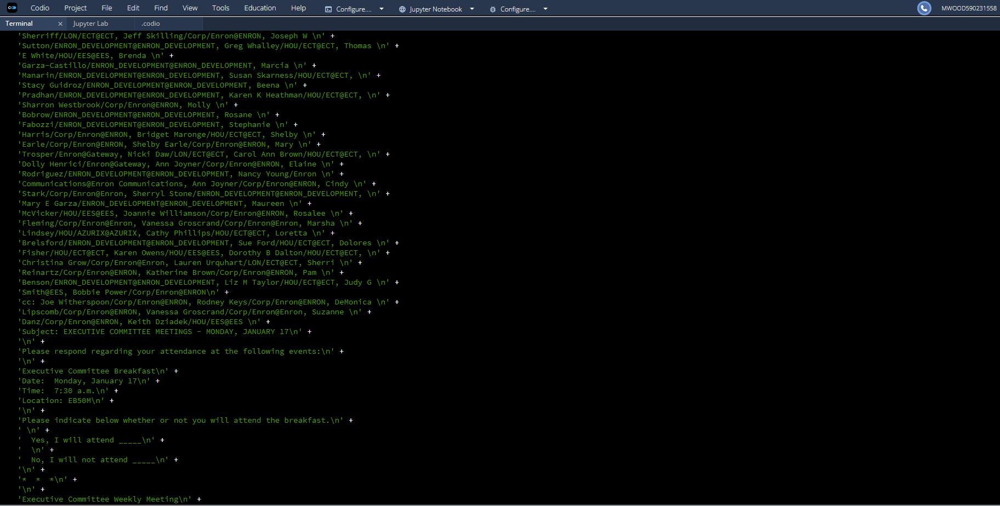 Codio Project File Edit Find View Tools Education Help Configure.... Jupyter Notebook Configure.... MWOOD590231558
Terminal × Jupyter Lab .codio
'Sherriff/LON/ECT@ECT, Jeff Skilling/Corp/Enron@ENRON, Joseph W \n' +
'Sutton/ENRON_DEVELOPMENT@ENRON_DEVELOPMENT, Greg Whalley/HOU/ECT@ECT, Thomas \n' +
'E White/HOU/EES@EES, Brenda \n' +
'Garza-Castillo/ENRON_DEVELOPMENT@ENRON_DEVELOPMENT, Marcia \n' +
'Manarin/ENRON_DEVELOPMENT@ENRON_DEVELOPMENT, Susan Skarness/HOU/ECT@ECT, \n' +
'Stacy Guidroz/ENRON_DEVELOPMENT@ENRON_DEVELOPMENT, Beena \n' +
'Pradhan/ENRON_DEVELOPMENT@ENRON_DEVELOPMENT, Karen K Heathman/HOU/ECT@ECT, \n' +
'Sharron Westbrook/Corp/Enron@ENRON, Molly \n' +
'Bobrow/ENRON_DEVELOPMENT@ENRON_DEVELOPMENT, Rosane \n' +
'Fabozzi/ENRON_DEVELOPMENT@ENRON_DEVELOPMENT, Stephanie \n' +
'Harris/Corp/Enron@ENRON, Bridget Maronge/HOU/ECT@ECT, Shelby \n' +
'Earle/Corp/Enron@ENRON, Shelby Earle/Corp/Enron@ENRON, Mary \n' +
'Trosper/Enron@Gateway, Nicki Daw/LON/ECT@ECT, Carol Ann Brown/HOU/ECT@ECT, \n' +
'Dolly Henrici/Enron@Gateway, Ann Joyner/Corp/Enron@ENRON, Elaine \n' +
'Rodriguez/ENRON_DEVELOPMENT@ENRON_DEVELOPMENT, Nancy Young/Enron \n' +
'Communications@Enron Communications, Ann Joyner/Corp/Enron@ENRON, Cindy \n' +
'Stark/Corp/Enron@Enron, Sherryl Stone/ENRON_DEVELOPMENT@ENRON_DEVELOPMENT, \n' +
'Mary E Garza/ENRON_DEVELOPMENT@ENRON_DEVELOPMENT, Maureen \n' +
'McVicker/HOU/EES@EES, Joannie Williamson/Corp/Enron@ENRON, Rosalee \n' +
'Fleming/Corp/Enron@Enron, Vanessa Groscrand/Corp/Enron@Enron, Marsha \n' +
'Lindsey/HOU/AZURIX@AZURIX, Cathy Phillips/HOU/ECT@ECT, Loretta \n' +
'Brelsford/ENRON_DEVELOPMENT@ENRON_DEVELOPMENT, Sue Ford/HOU/ECT@ECT, Dolores \n' +
'Fisher/HOU/ECT@ECT, Karen Owens/HOU/EES@EES, Dorothy B Dalton/HOU/ECT@ECT, \n' +
'Christina Grow/Corp/Enron@Enron, Lauren Urquhart/LON/ECT@ECT, Sherri \n' +
'Reinartz/Corp/Enron@ENRON, Katherine Brown/Corp/Enron@ENRON, Pam \n' +
'Benson/ENRON_DEVELOPMENT@ENRON_DEVELOPMENT, Liz M Taylor/HOU/ECT@ECT, Judy G \n' +
'Smith@EES, Bobbie Power/Corp/Enron@ENRON\n' +
'cc: Joe Witherspoon/Corp/Enron@ENRON, Rodney Keys/Corp/Enron@ENRON, DeMonica \n' +
'Lipscomb/Corp/Enron@ENRON, Vanessa Groscrand/Corp/Enron@Enron, Suzanne \n' +
'Danz/Corp/Enron@ENRON, Keith Dziadek/HOU/EES@EES \n' +
'Subject: EXECUTIVE COMMITTEE MEETINGS - MONDAY, JANUARY 17\n' +
'\n' +
'Please respond regarding your attendance at the following events:\n' +
'\n' +
'Executive Committee Breakfast\n' +
'Date:  Monday, January 17\n' +
'Time:  7:30 a.m.\n' +
'Location: EB50M\n' +
'\n' +
'Please indicate below whether or not you will attend the breakfast.\n' +
' \n' +
'  Yes, I will attend _____\n' +
'  \n' +
'  No, I will not attend _____\n' +
'\n' +
'*  *  *\n' +
'\n' +
'Executive Committee Weekly Meeting\n' +